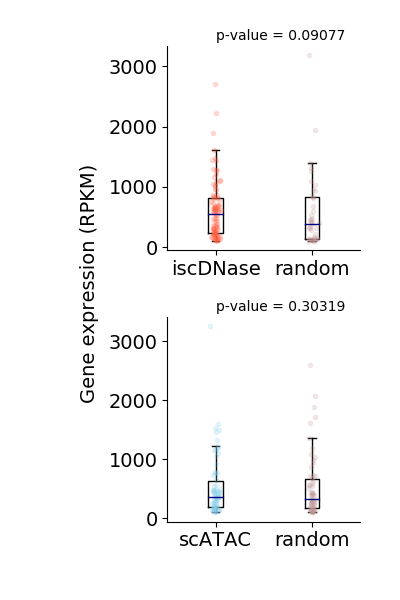 p-value = 0.09077
3000
2000
1000
0
iscDNase random
Gene expression (RPKM)
p-value = 0.30319
3000
2000
1000
0
scATAC random